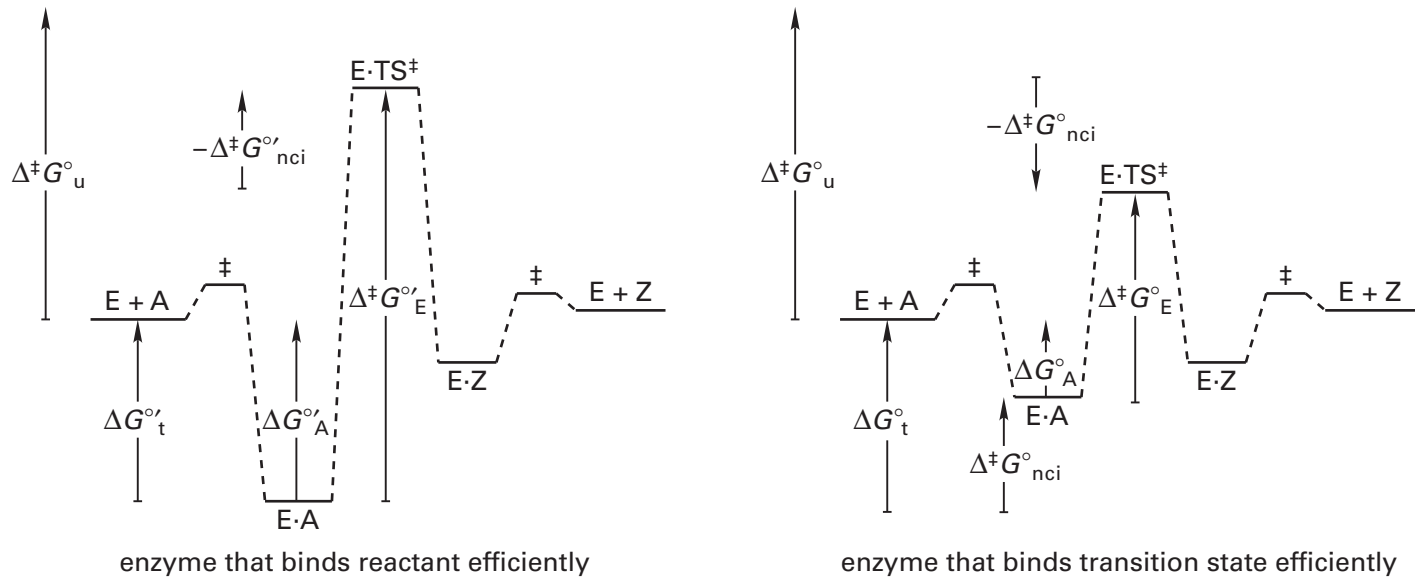 Δ‡G°u
−Δ‡G°′nci
E·TS‡
‡
E + A
ΔG°′t
ΔG°′A
Δ‡G°′E
E·A
E·Z
‡
E + Z
enzyme that binds reactant efficiently
Δ‡G°u
−Δ‡G°nci
E·TS‡
‡
E + A
ΔG°t
ΔG°A
E·A
Δ‡G°nci
Δ‡G°E
E·Z
‡
E + Z
enzyme that binds transition state efficiently